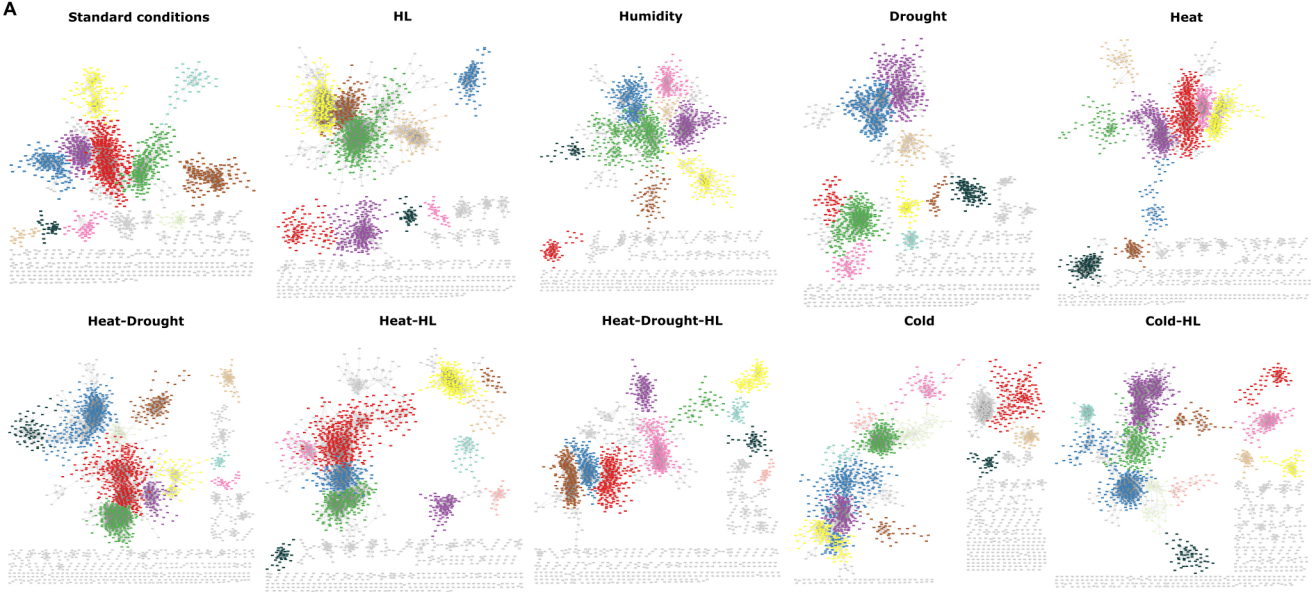 A
Standard conditions
HL
Humidity
Drought
Heat
Heat-Drought
Heat-HL
Heat-Drought-HL
Cold
Cold-HL